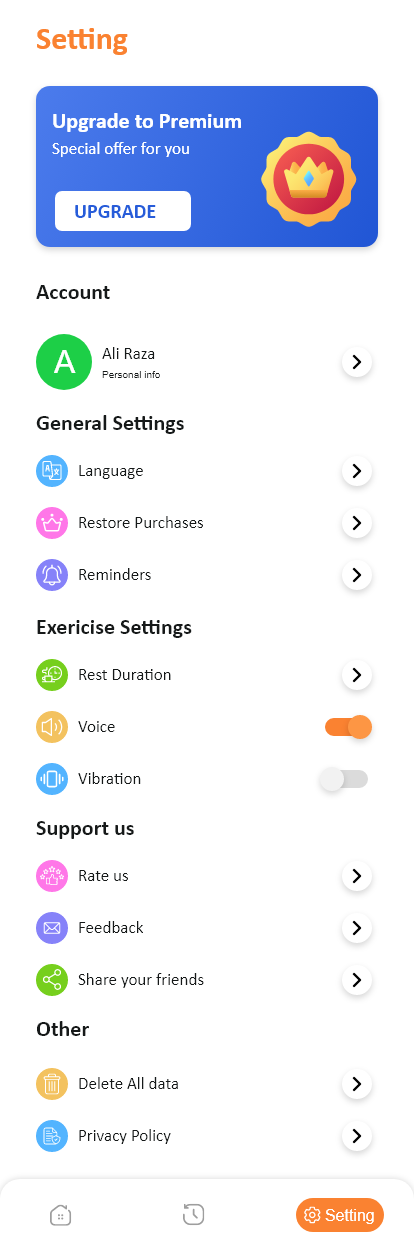 Setting
Upgrade to Premium
Special offer for you
UPGRADE
Account
A
Ali Raza
Personal info
General Settings
Language
Restore Purchases
Reminders
Exericise Settings
Rest Duration
Voice
Vibration
Support us
Rate us
Feedback
Share your friends
Other
Delete All data
Privacy Policy
Setting